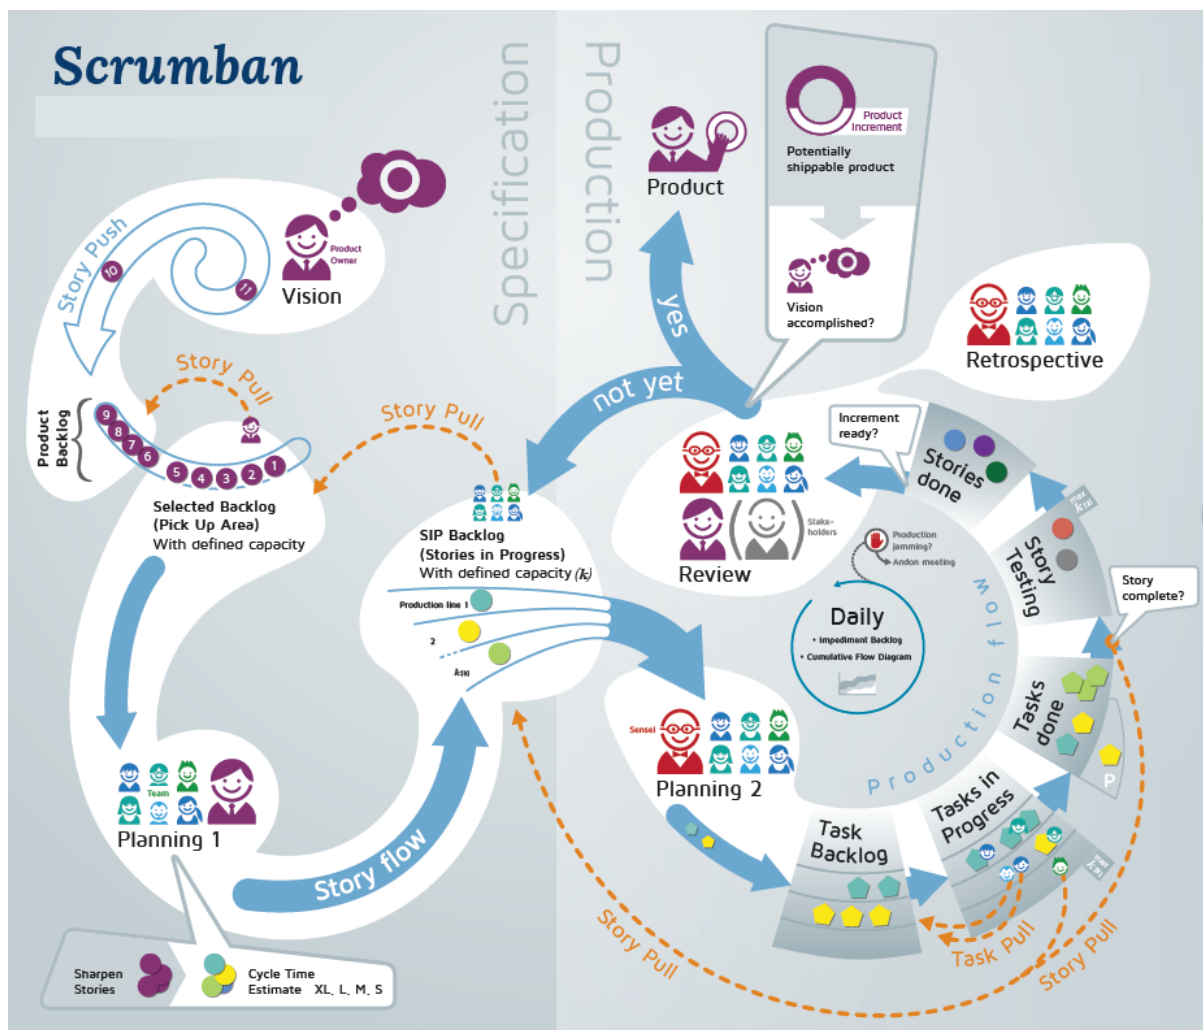 Scrumban
Specification
Production
Product
Increment
Potentially
shippable product
Vision
accomplished?
Product
yes
not yet
Product
Owner
Vision
Story Push
11
10
9
8
7
6
5
4
3
2
1
Product
Backlog
Story Pull
Story Pull
Selected Backlog
(Pick Up Area)
With defined capacity
SIP Backlog
(Stories in Progress)
With defined capacity (k)
Production line 1
2
Team
Planning 1
Story flow
Sharpen
Stories
Cycle Time
Estimate XL, L, M, S
Retrospective
Increment
ready?
Stories
done
Stake-
holders
Review
Production
jamming?
Andon meeting
Daily
• Impediment Backlog
• Cumulative Flow Diagram
Production flow
max
Story
Testing
Story
complete?
Tasks
done
P
Tasks in
Progress
max
Task
Backlog
Sensei
Planning 2
Task Pull
Story Pull
Story Pull